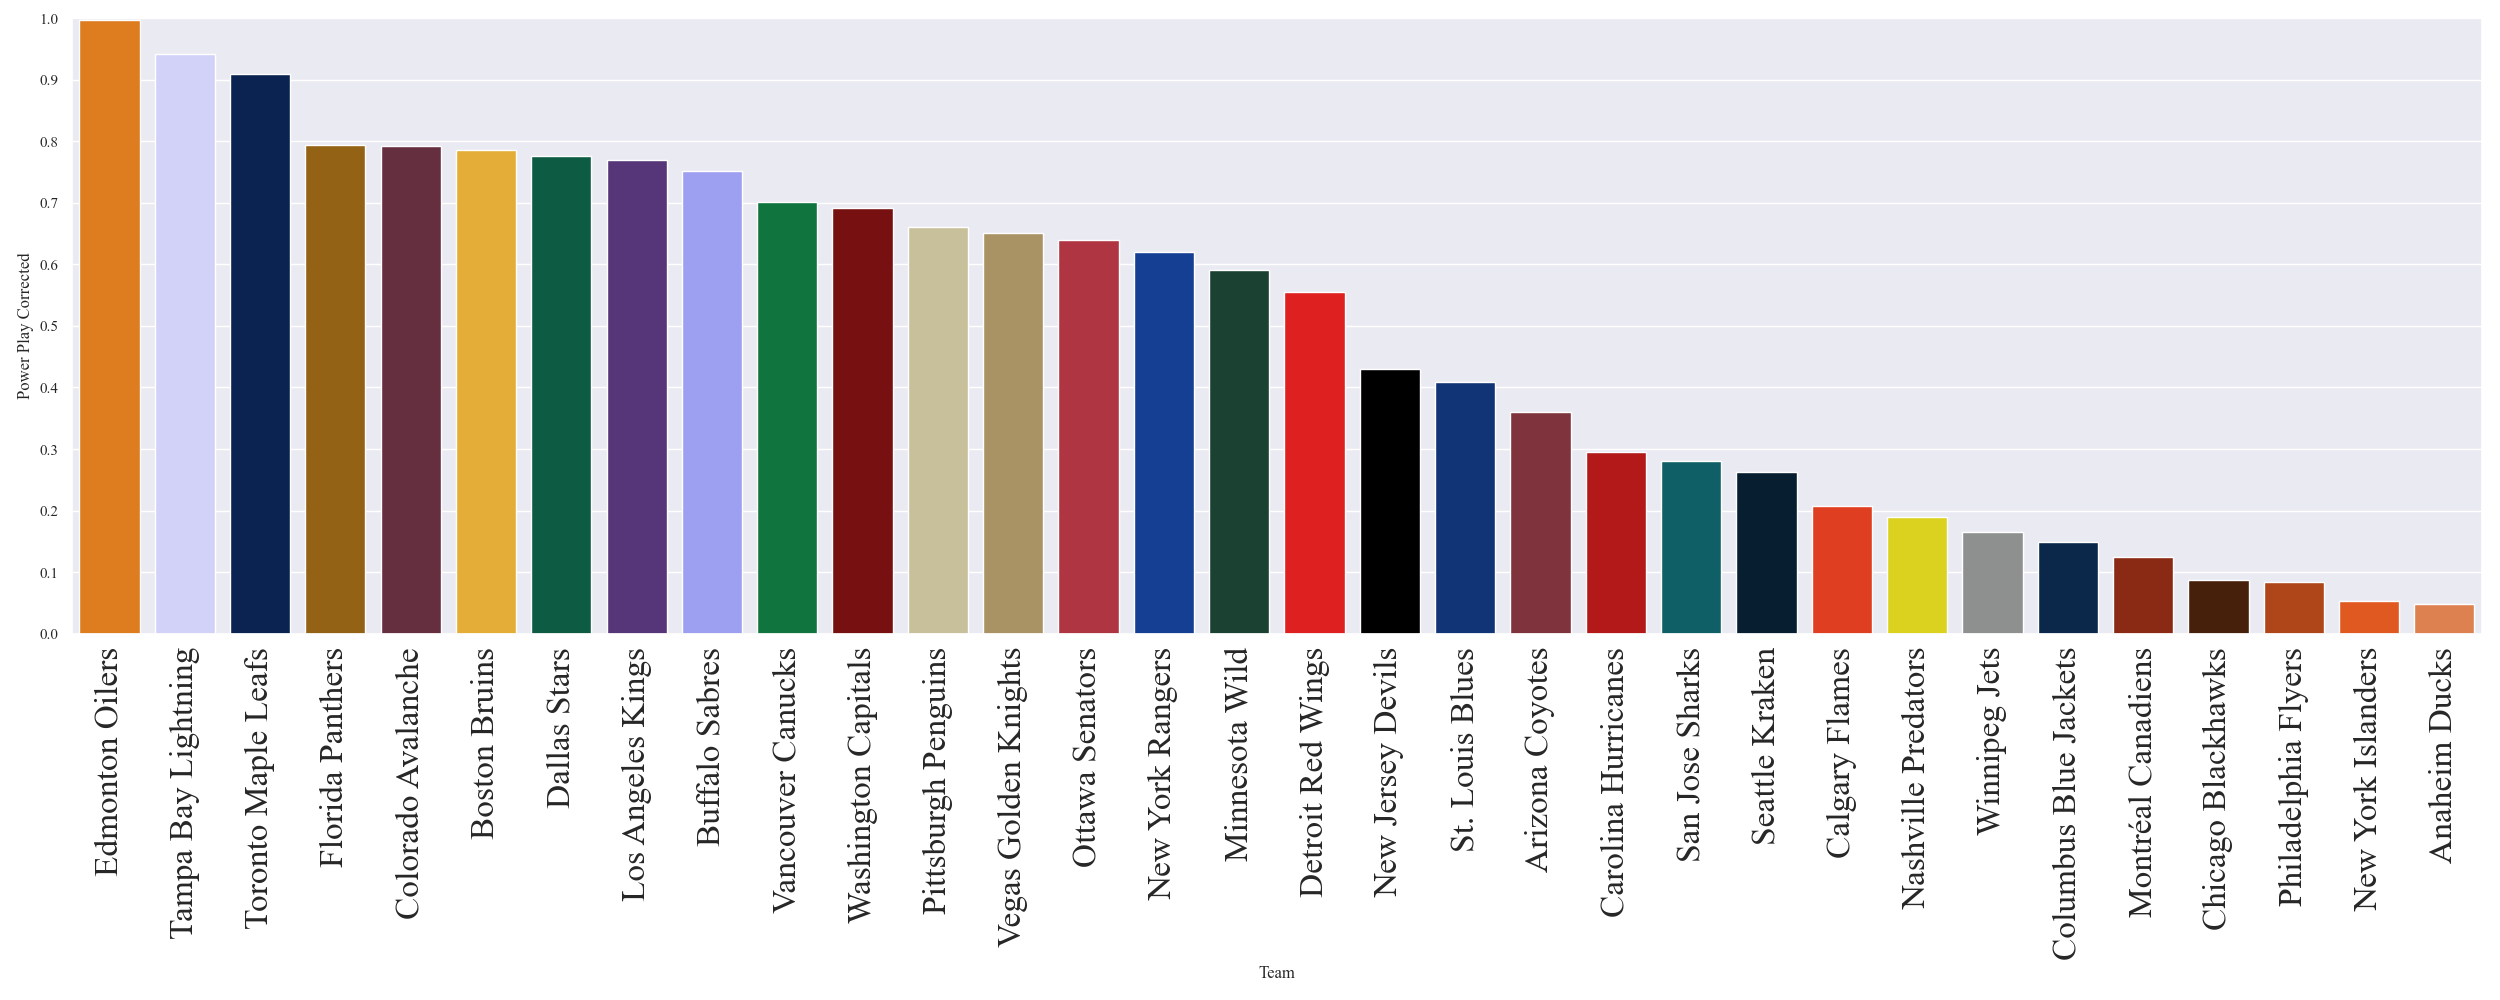 1.0
0.9
0.8
0.7
0.6
0.5
0.4
0.3
0.2
0.1
0.0
Power Play Corrected
Edmonton Oilers
Tampa Bay Lightning
Toronto Maple Leafs
Florida Panthers
Colorado Avalanche
Boston Bruins
Dallas Stars
Los Angeles Kings
Buffalo Sabres
Vancouver Canucks
Washington Capitals
Pittsburgh Penguins
Vegas Golden Knights
Ottawa Senators
New York Rangers
Minnesota Wild
Detroit Red Wings
New Jersey Devils
St. Louis Blues
Arizona Coyotes
Carolina Hurricanes
San Jose Sharks
Seattle Kraken
Calgary Flames
Nashville Predators
Winnipeg Jets
Columbus Blue Jackets
Montréal Canadiens
Chicago Blackhawks
Philadelphia Flyers
New York Islanders
Anaheim Ducks
Team